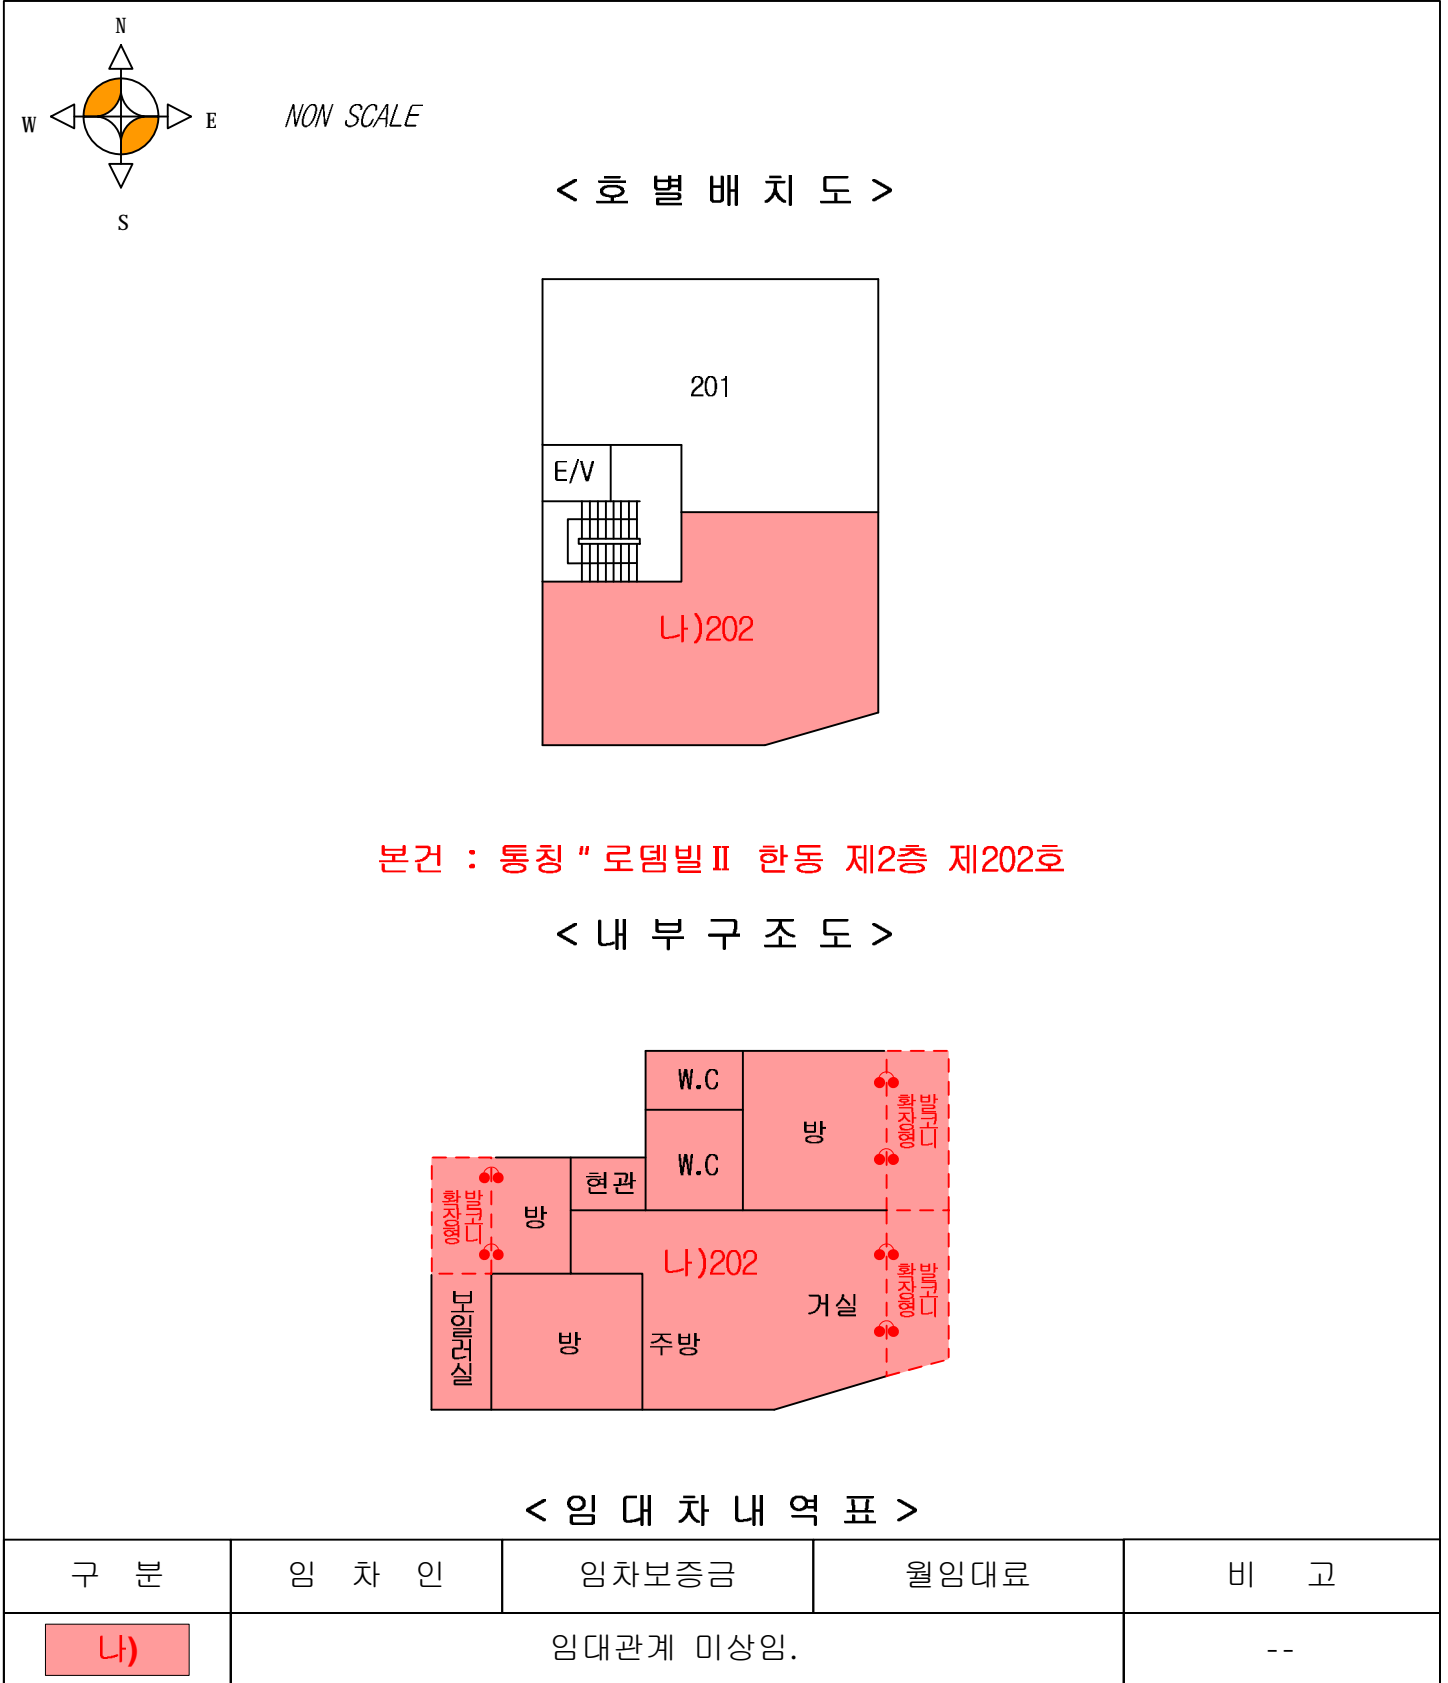 N
W
E
S
NON SCALE
< 호 별 배 치 도 >
201
E/V
나)202
본건 : 통칭 " 로뎀빌Ⅱ 한동 제2층 제202호
< 내 부 구 조 도 >
W.C
W.C
방
발코니
확장형
현관
방
발코니
확장형
나)202
거실
발코니
확장형
보일러실
방
주방
< 임 대 차 내 역 표 >
구 분 임 차 인 임차보증금 월임대료 비 고
나) 임대관계 미상임. --